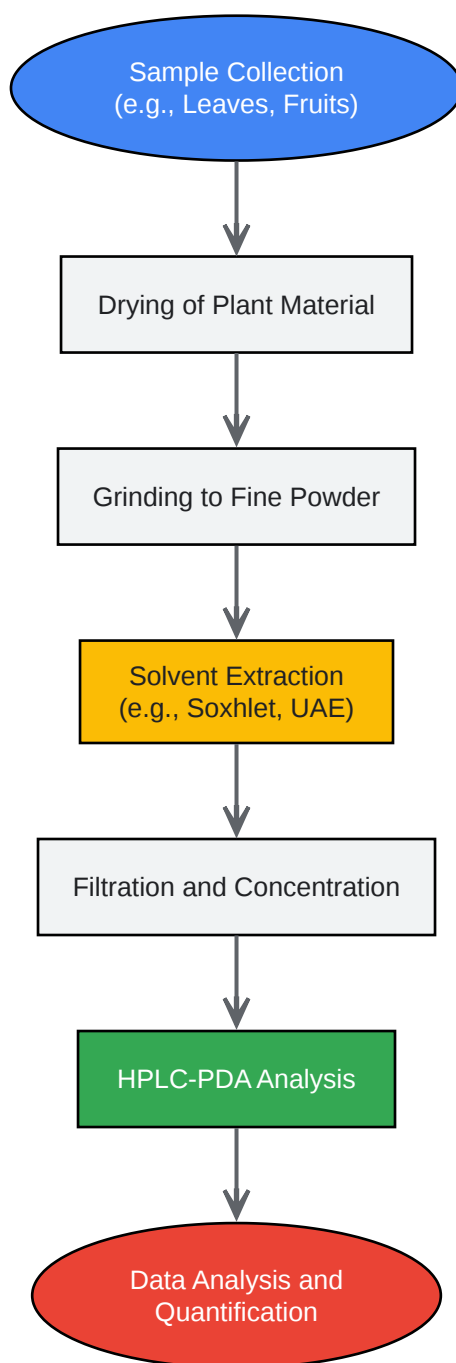 Sample Collection
(e.g., Leaves, Fruits)
Drying of Plant Material
Grinding to Fine Powder
Solvent Extraction
(e.g., Soxhlet, UAE)
Filtration and Concentration
HPLC-PDA Analysis
Data Analysis and
Quantification